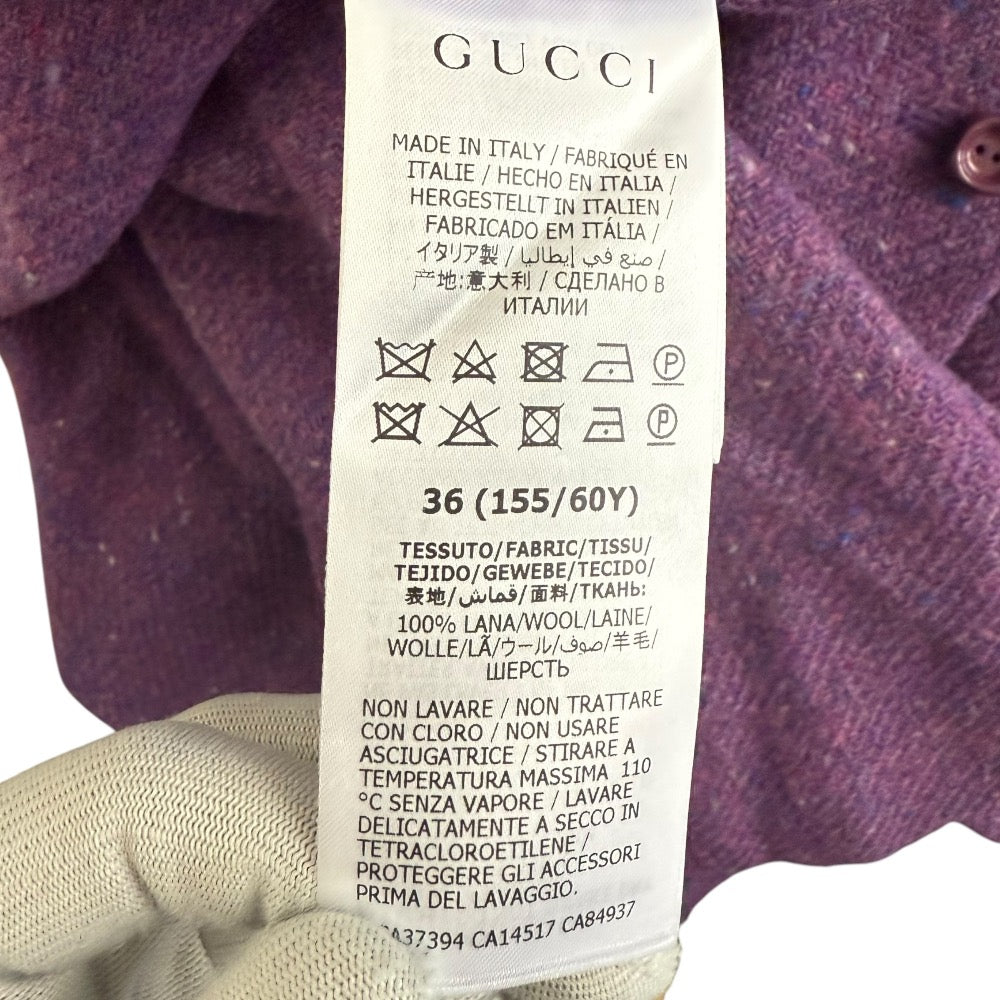 GUCCI
MADE IN ITALY / FABRIQUÉ EN
ITALIE / HECHO EN ITALIA /
HERGESTELLT IN ITALIEN /
FABRICADO EM ITÁLIA /
イタリア製 / صنع في إيطاليا /
产地:意大利 / СДЕЛАНО В
ИТАЛИИ
P
P
36 (155/60Y)
TESSUTO/FABRIC/TISSU/
TEJIDO/GEWEBE/TECIDO/
表地/قماش/面料/ТКАНЬ:
100% LANA/WOOL/LAINE/
WOLLE/LÃ/ウール/صوف/羊毛/
ШЕРСТЬ
NON LAVARE / NON TRATTARE
CON CLORO / NON USARE
ASCIUGATRICE / STIRARE A
TEMPERATURA MASSIMA 110
°C SENZA VAPORE / LAVARE
DELICATAMENTE A SECCO IN
TETRACLOROETILENE /
PROTEGGERE GLI ACCESSORI
PRIMA DEL LAVAGGIO.
CA14517 CA84937